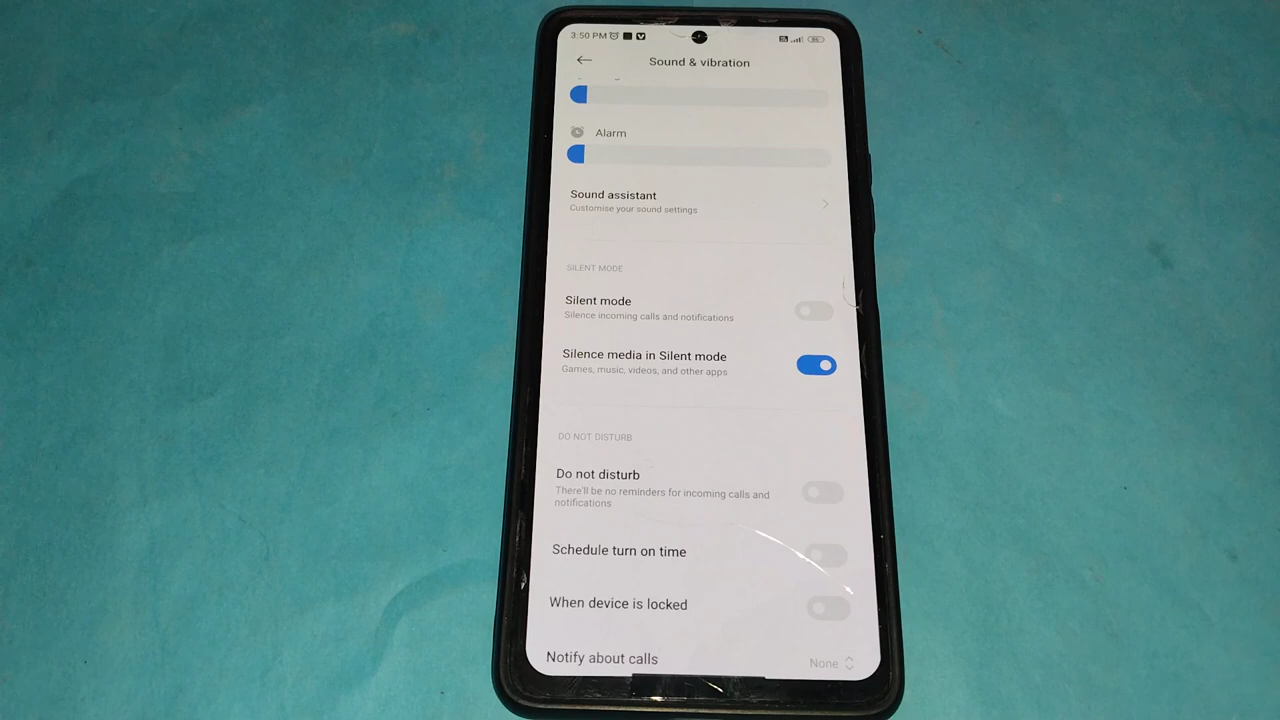 3:50 PM
Sound & vibration
Alarm
Sound assistant
Customise your sound settings
SILENT MODE
Silent mode
Silence incoming calls and notifications
Silence media in Silent mode
Games, music, videos, and other apps
DO NOT DISTURB
Do not disturb
There'll be no reminders for incoming calls and
notifications
Schedule turn on time
When device is locked
Notify about calls
None